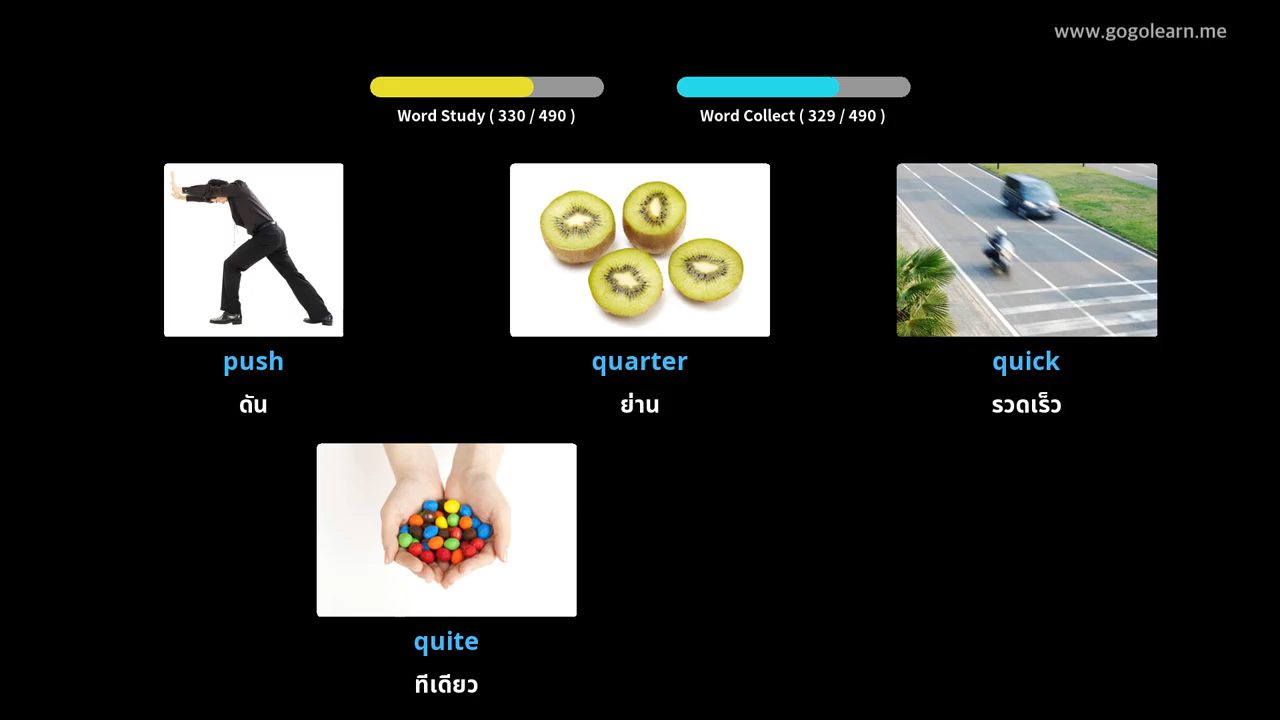 www.gogolearn.me
Word Study ( 330 / 490 )
Word Collect ( 329 / 490 )
push
quarter
quick
ดัน
ย่าน
รวดเร็ว
quite
ทีเดียว